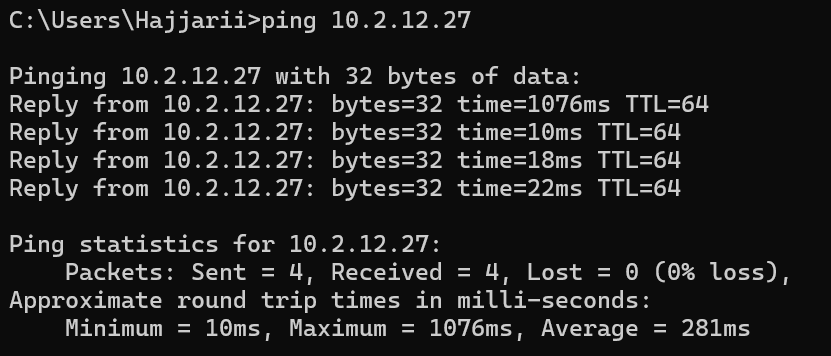 C:\Users\Hajjarii>ping 10.2.12.27
Pinging 10.2.12.27 with 32 bytes of data:
Reply from 10.2.12.27: bytes=32 time=1076ms TTL=64
Reply from 10.2.12.27: bytes=32 time=10ms TTL=64
Reply from 10.2.12.27: bytes=32 time=18ms TTL=64
Reply from 10.2.12.27: bytes=32 time=22ms TTL=64
Ping statistics for 10.2.12.27:
    Packets: Sent = 4, Received = 4, Lost = 0 (0% loss),
Approximate round trip times in milli-seconds:
    Minimum = 10ms, Maximum = 1076ms, Average = 281ms